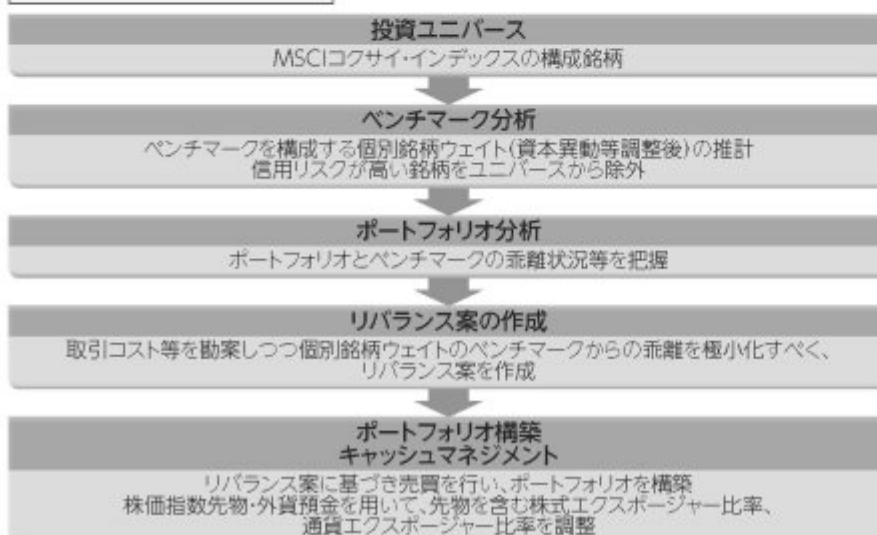 投資ユニバース
MSCIコクサイ・インデックスの構成銘柄
ベンチマーク分析
ベンチマークを構成する個別銘柄ウェイト(資本異動等調整後)の推計
信用リスクが高い銘柄をユニバースから除外
ポートフォリオ分析
ポートフォリオとベンチマークの乖離状況等を把握
リバランス案の作成
取引コスト等を勘案しつつ個別銘柄ウェイトのベンチマークからの乖離を極小化すべく、
リバランス案を作成
ポートフォリオ構築
キャッシュマネジメント
リバランス案に基づき売買を行い、ポートフォリオを構築
株価指数先物・外貨預金を用いて、先物を含む株式エクスポージャー比率、
通貨エクスポージャー比率を調整